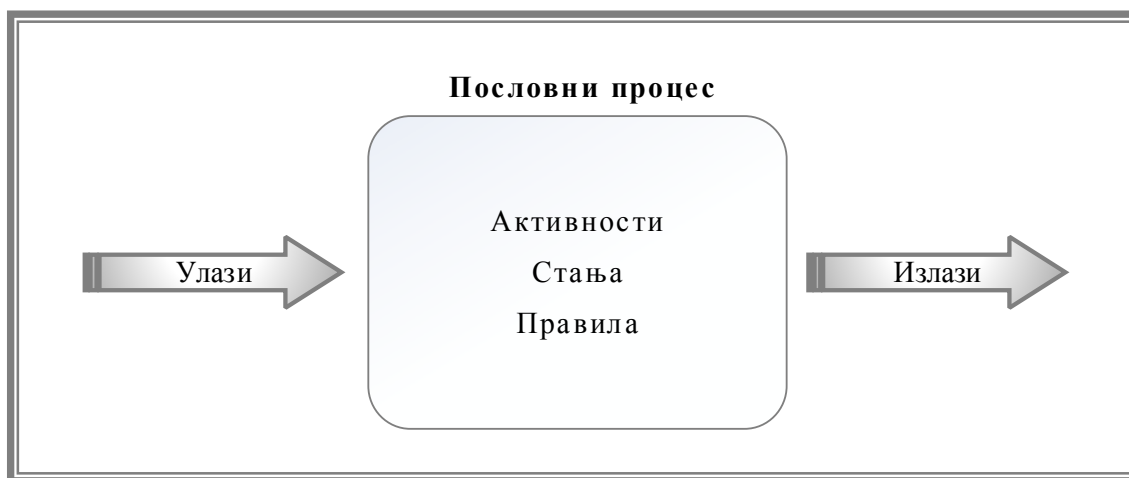 Пословни процес
Активности
Улази
Стања
Излази
Правила